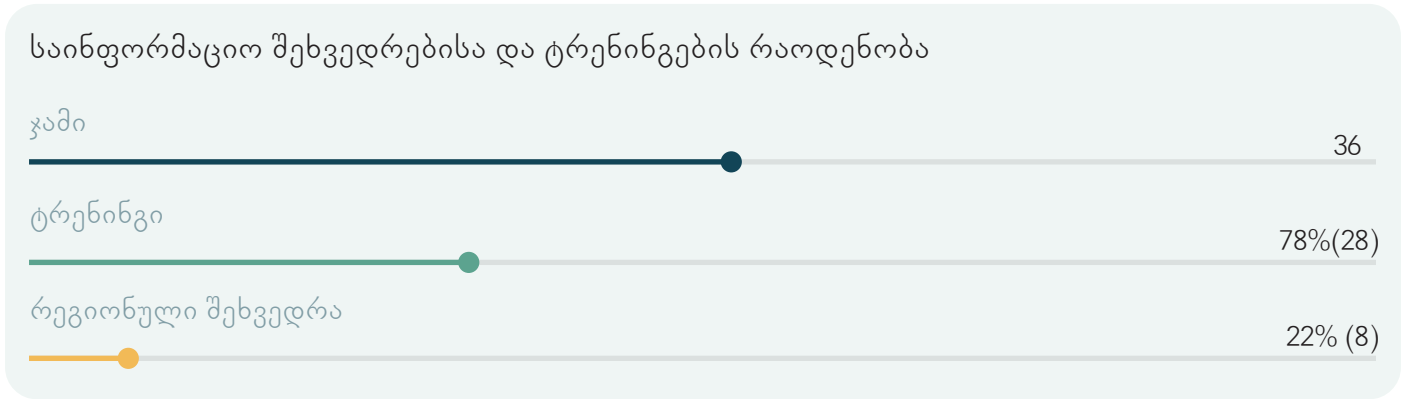 საინფორმაციო შეხვედრებისა და ტრენინგების რაოდენობა
ჯამი
36
ტრენინგი
78%(28)
რეგიონული შეხვედრა
22% (8)